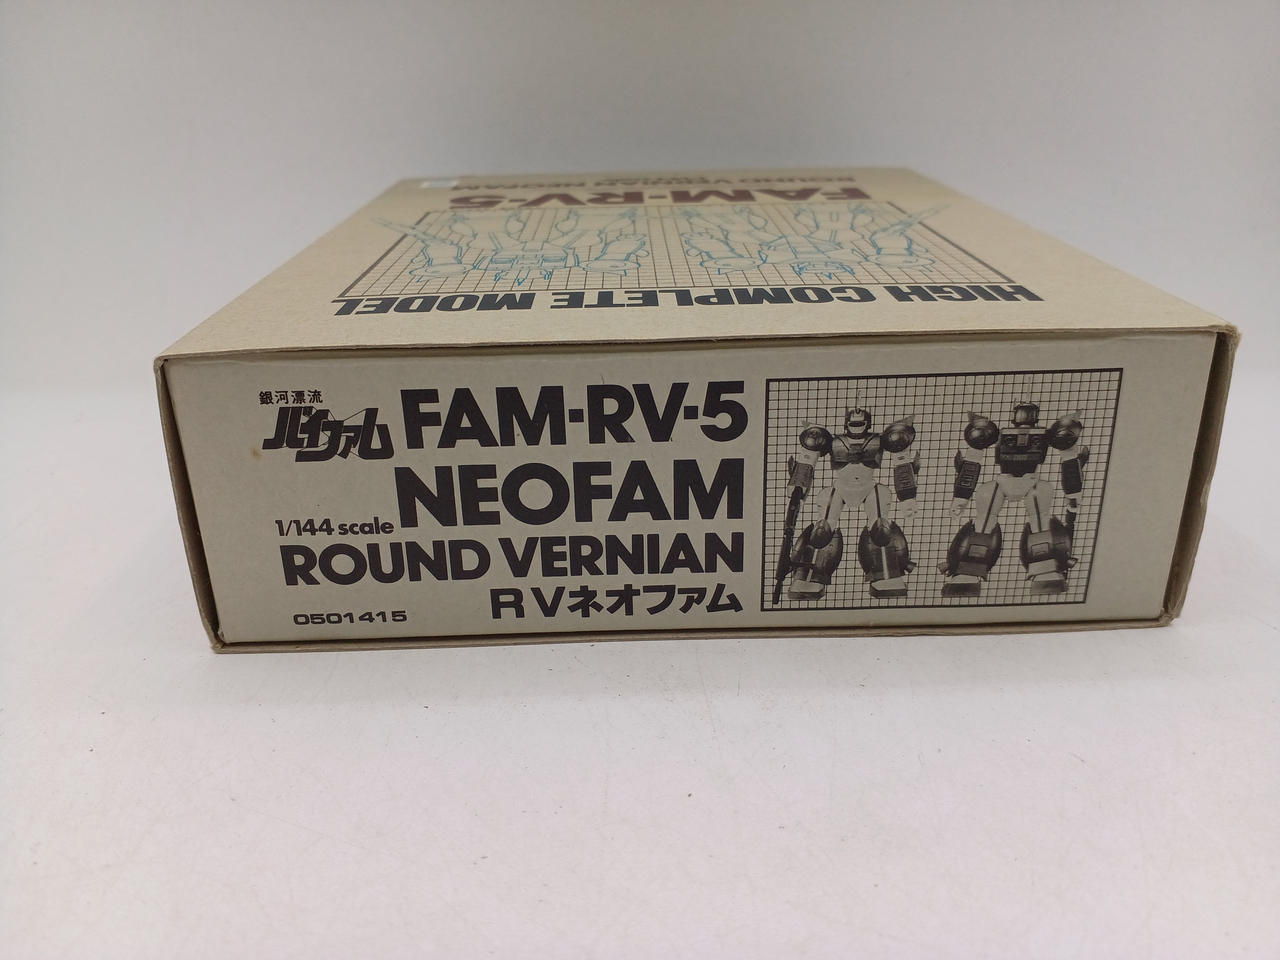 銀河漂流
バイファム
FAM-RV-5
NEOFAM
1/144 scale
ROUND VERNIAN
RVネオファム
0501415
HIGH COMPLETE MODEL
FAM-RV-5
ROUND VERNIAN NEOFAM